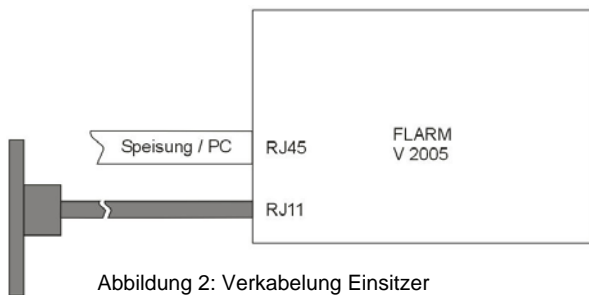 Speisung / PC
RJ45
FLARM
V 2005
RJ11
Abbildung 2: Verkabelung Einsitzer